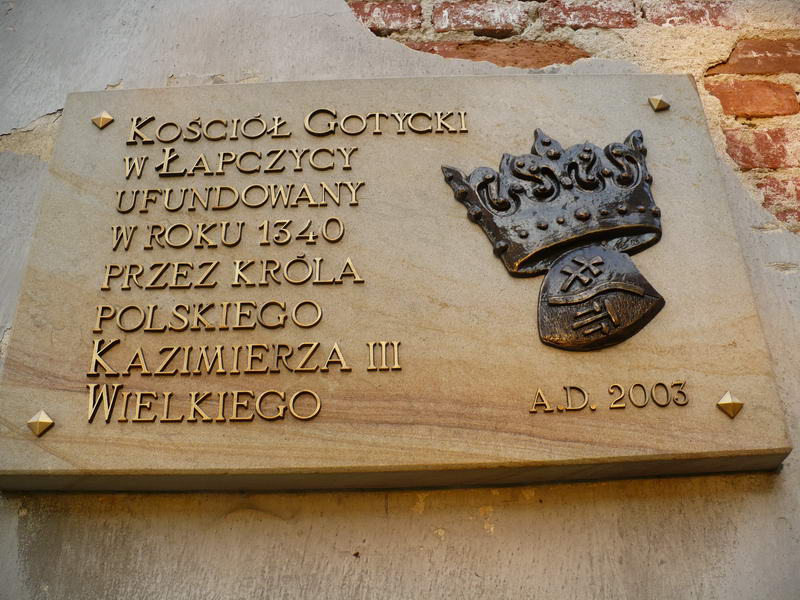 KOŚCIÓŁ GOTYCKI
W ŁAPCZYCY
UFUNDOWANY
W ROKU 1340
PRZEZ KRÓLA
POLSKIEGO
KAZIMIERZA III
WIELKIEGO
A.D. 2003